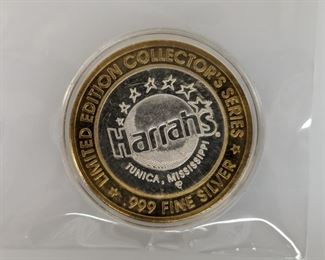 LIMITED EDITION COLLECTOR'S SERIES
Harrah's
TUNICA, MISSISSIPPI
.999 FINE SILVER